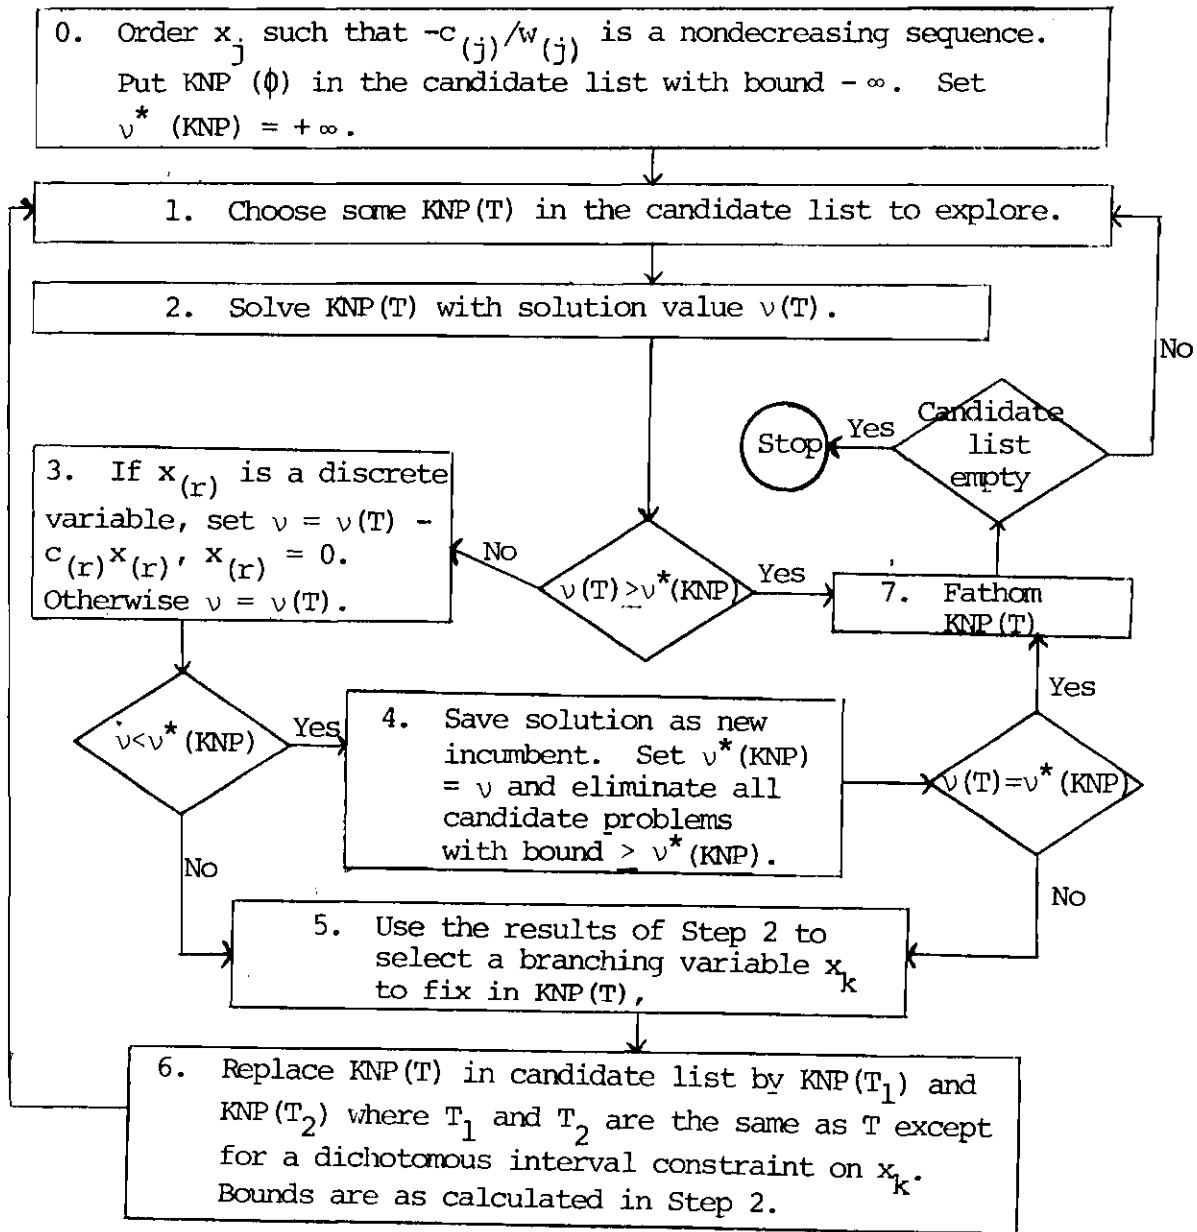 0. Order x_j such that -c_(j)/w_(j) is a nondecreasing sequence.
Put KNP (ϕ) in the candidate list with bound - ∞. Set
ν* (KNP) = + ∞.
1. Choose some KNP(T) in the candidate list to explore.
2. Solve KNP(T) with solution value ν(T).
No
Candidate
list
empty
Yes
Stop
3. If x_(r) is a discrete
variable, set ν = ν(T) -
c_(r)x_(r), x_(r) = 0.
Otherwise ν = ν(T).
No
ν(T)≥ν*(KNP)
Yes
7. Fathom
KNP(T)
Yes
ν<ν*(KNP)
Yes
4. Save solution as new
incumbent. Set ν*(KNP)
= ν and eliminate all
candidate problems
with bound ≥ ν*(KNP).
ν(T)=ν*(KNP)
No
No
5. Use the results of Step 2 to
select a branching variable x_k
to fix in KNP(T),
6. Replace KNP(T) in candidate list by KNP(T_1) and
KNP(T_2) where T_1 and T_2 are the same as T except
for a dichotomous interval constraint on x_k.
Bounds are as calculated in Step 2.